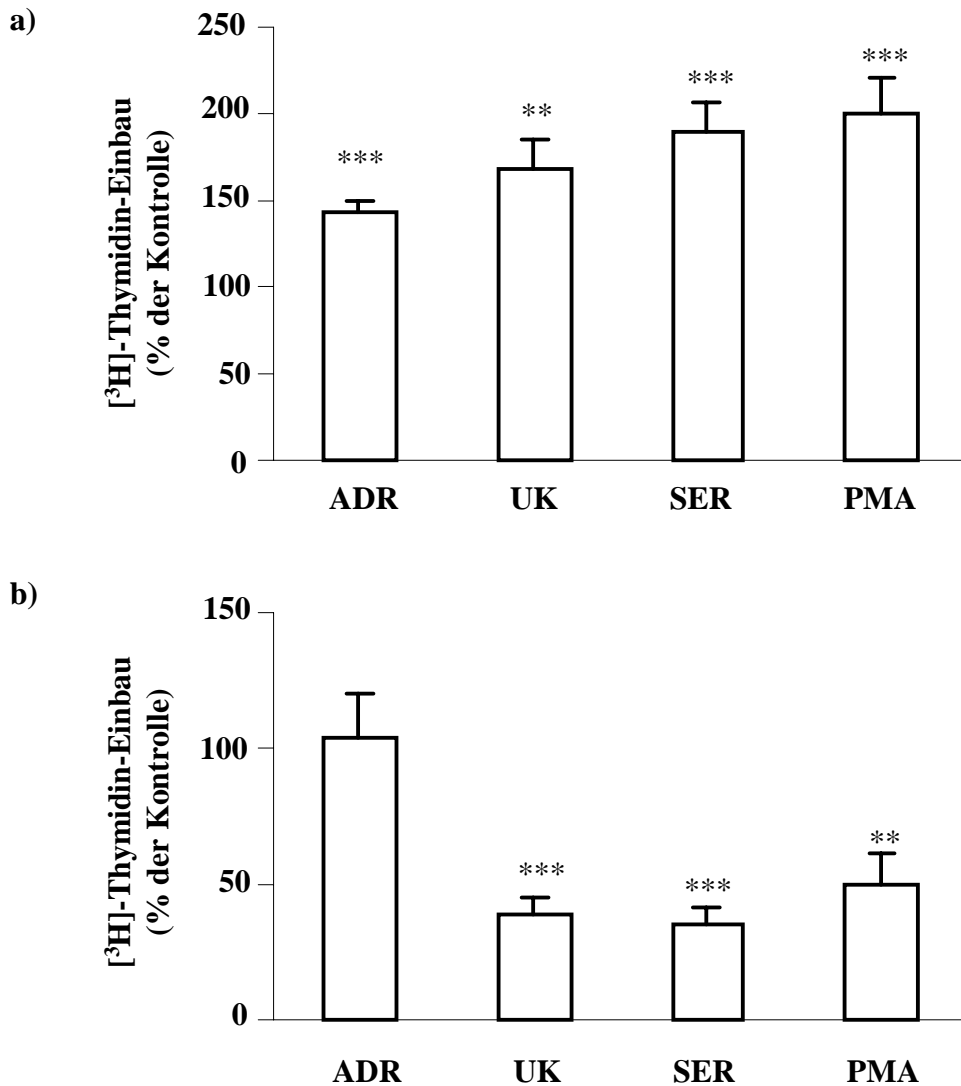 a)
[³H]-Thymidin-Einbau
(% der Kontrolle)
250
200
150
100
50
0
***
**
***
***
ADR UK SER PMA
b)
[³H]-Thymidin-Einbau
(% der Kontrolle)
150
100
50
0
***
***
**
ADR UK SER PMA